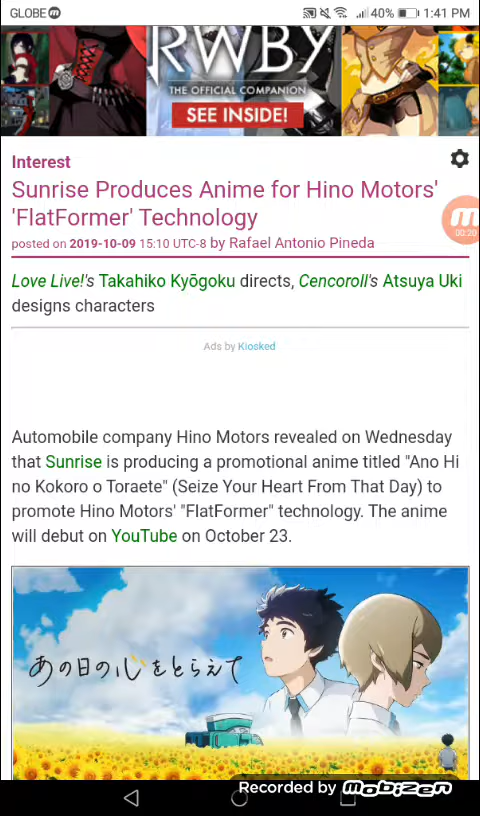 GLOBE m 40% 1:41 PM
RWBY
THE OFFICIAL COMPANION
SEE INSIDE!
Interest
Sunrise Produces Anime for Hino Motors'
'FlatFormer' Technology
00:20
posted on 2019-10-09 15:10 UTC-8 by Rafael Antonio Pineda
Love Live!'s Takahiko Kyōgoku directs, Cencoroll's Atsuya Uki
designs characters
Ads by Kiosked
Automobile company Hino Motors revealed on Wednesday
that Sunrise is producing a promotional anime titled "Ano Hi
no Kokoro o Toraete" (Seize Your Heart From That Day) to
promote Hino Motors' "FlatFormer" technology. The anime
will debut on YouTube on October 23.
あの日の心をとらえて
Recorded by Mobizen